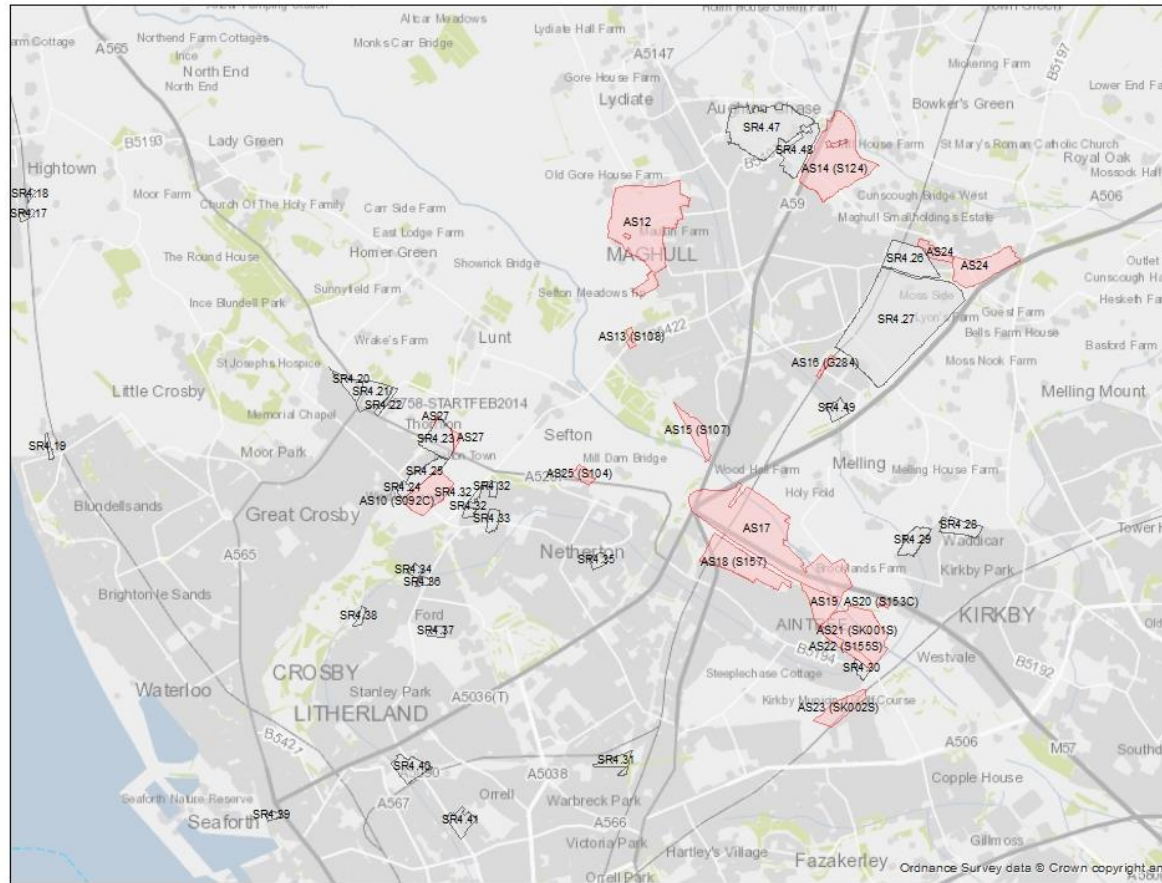 Altcar Meadows
Lydiate Hall Farm
A565
Northend Farm Cottages
Monks Carr Bridge
A5147
Mickering Farm
B5197
Ince
North End
North End
Gore House Farm
Lydiate
Bowker's Green
SR4.47
B5193
Lady Green
SR4.48
House Farm
St Mary's Roman Catholic Church
Hightown
Royal Oak
Old Gore House Farm
AS14 (S124)
SR4.18
Moor Farm
Church Of The Holy Family
Carr Side Farm
A59
Cunscough Bridge West
A506
SR4.17
AS12
Maghull Smallholdings Estate
East Lodge Farm
Homer Green
MAGHULL
AS24
SR4.26
The Round House
Showrick Bridge
AS24
Outlet
Sunnyfield Farm
Sefton Meadows
Moss Side
Ince Blundell Park
SR4.27
Guest Farm
Lunt
AS13 (S108)
Bells Farm House
Wrake's Farm
Basford Farm
St Josephs Hospice
AS16 (G284)
Moss Nook Farm
SR4.20
Little Crosby
SR4.21
Melling Mount
SR4.22
758-STARTFEB2014
SR4.49
Memorial Chapel
AS27
AS15 (S107)
SR4.19
Moor Park
SR4.23
AS27
Sefton
Mill Dam Bridge
Melling
SR4.25
AS25 (S104)
Wood Hall Farm
Melling House Farm
SR4.24
SR4.32
SR4.32
Holy Fold
AS10 (S092C)
SR4.32
Blundellsands
Great Crosby
SR4.33
AS17
SR4.28
SR4.29
Waddicar
A565
Netherton
SR4.35
AS18 (S157)
Kirkby Park
SR4.34
SR4.36
Brighton le Sands
AS19
AS20 (S153C)
SR4.38
Ford
KIRKBY
SR4.37
AS21 (SK001S)
AS22 (S155S)
B5194
Westvale
CROSBY
Steeplechase Cottage
SR4.30
B5192
Waterloo
Stanley Park
A5036(T)
LITHERLAND
AS23 (SK002S)
B5427
A506
M57
SR4.31
SR4.40
A5038
Copple House
Seaforth Nature Reserve
A567
Orrell
Warbreck Park
SR4.39
Seaforth
SR4.41
A566
Victoria Park
Gillmoss
Hartley's Village
Fazakerley
Orrell Park
Ordnance Survey data © Crown copyright an